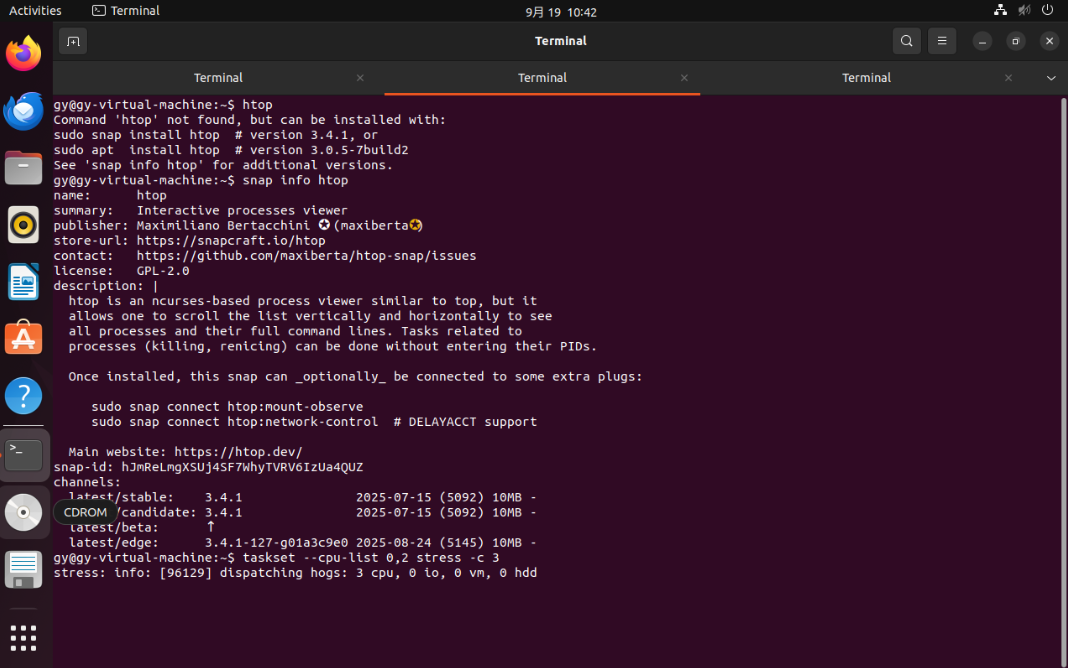 Activities
Terminal
9月 19 10:42
Terminal
Terminal
Terminal
Terminal
gy@gy-virtual-machine:~$ htop
Command 'htop' not found, but can be installed with:
sudo snap install htop  # version 3.4.1, or
sudo apt  install htop  # version 3.0.5-7build2
See 'snap info htop' for additional versions.
gy@gy-virtual-machine:~$ snap info htop
name:      htop
summary:   Interactive processes viewer
publisher: Maximiliano Bertacchini ✪ (maxiberta✪)
store-url: https://snapcraft.io/htop
contact:   https://github.com/maxiberta/htop-snap/issues
license:   GPL-2.0
description: |
  htop is an ncurses-based process viewer similar to top, but it
  allows one to scroll the list vertically and horizontally to see
  all processes and their full command lines. Tasks related to
  processes (killing, renicing) can be done without entering their PIDs.
  Once installed, this snap can _optionally_ be connected to some extra plugs:
     sudo snap connect htop:mount-observe
     sudo snap connect htop:network-control  # DELAYACCT support
  Main website: https://htop.dev/
snap-id: hJmReLmgXSUj4SF7WhyTVRV6IzUa4QUZ
channels:
  latest/stable:    3.4.1               2025-07-15 (5092) 10MB -
CDROM
  latest/candidate: 3.4.1               2025-07-15 (5092) 10MB -
  latest/beta:      ↑
  latest/edge:      3.4.1-127-g01a3c9e0 2025-08-24 (5145) 10MB -
gy@gy-virtual-machine:~$ taskset --cpu-list 0,2 stress -c 3
stress: info: [96129] dispatching hogs: 3 cpu, 0 io, 0 vm, 0 hdd